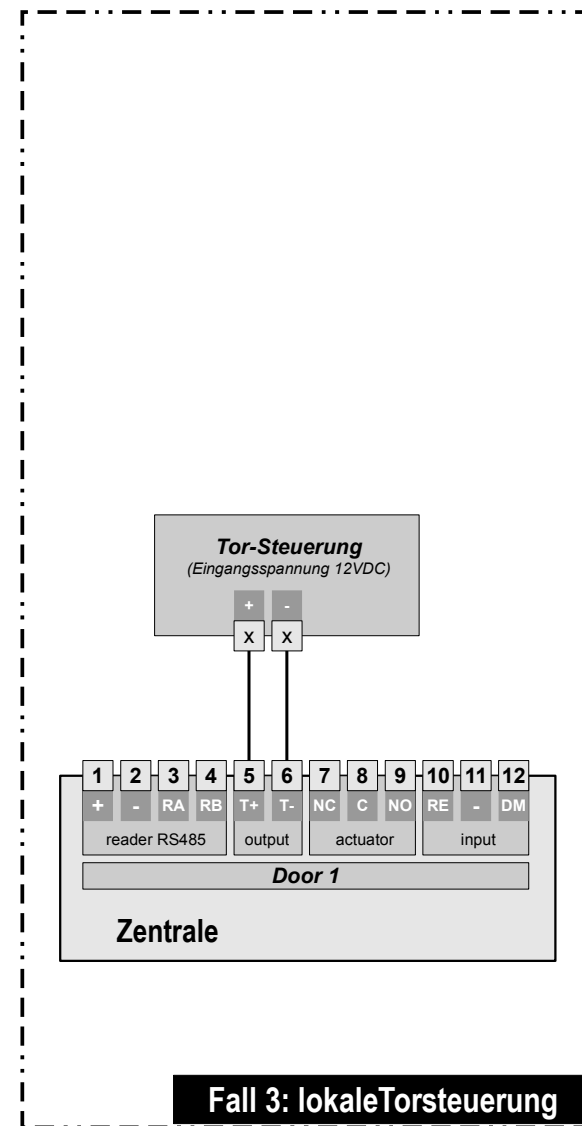 Tor-Steuerung
(Eingangsspannung 12VDC)
+ -
x x
1 2 3 4 5 6 7 8 9 10 11 12
+ - RA RB T+ T- NC C NO RE - DM
reader RS485 output actuator input
Door 1
Zentrale
Fall 3: lokaleTorsteuerung